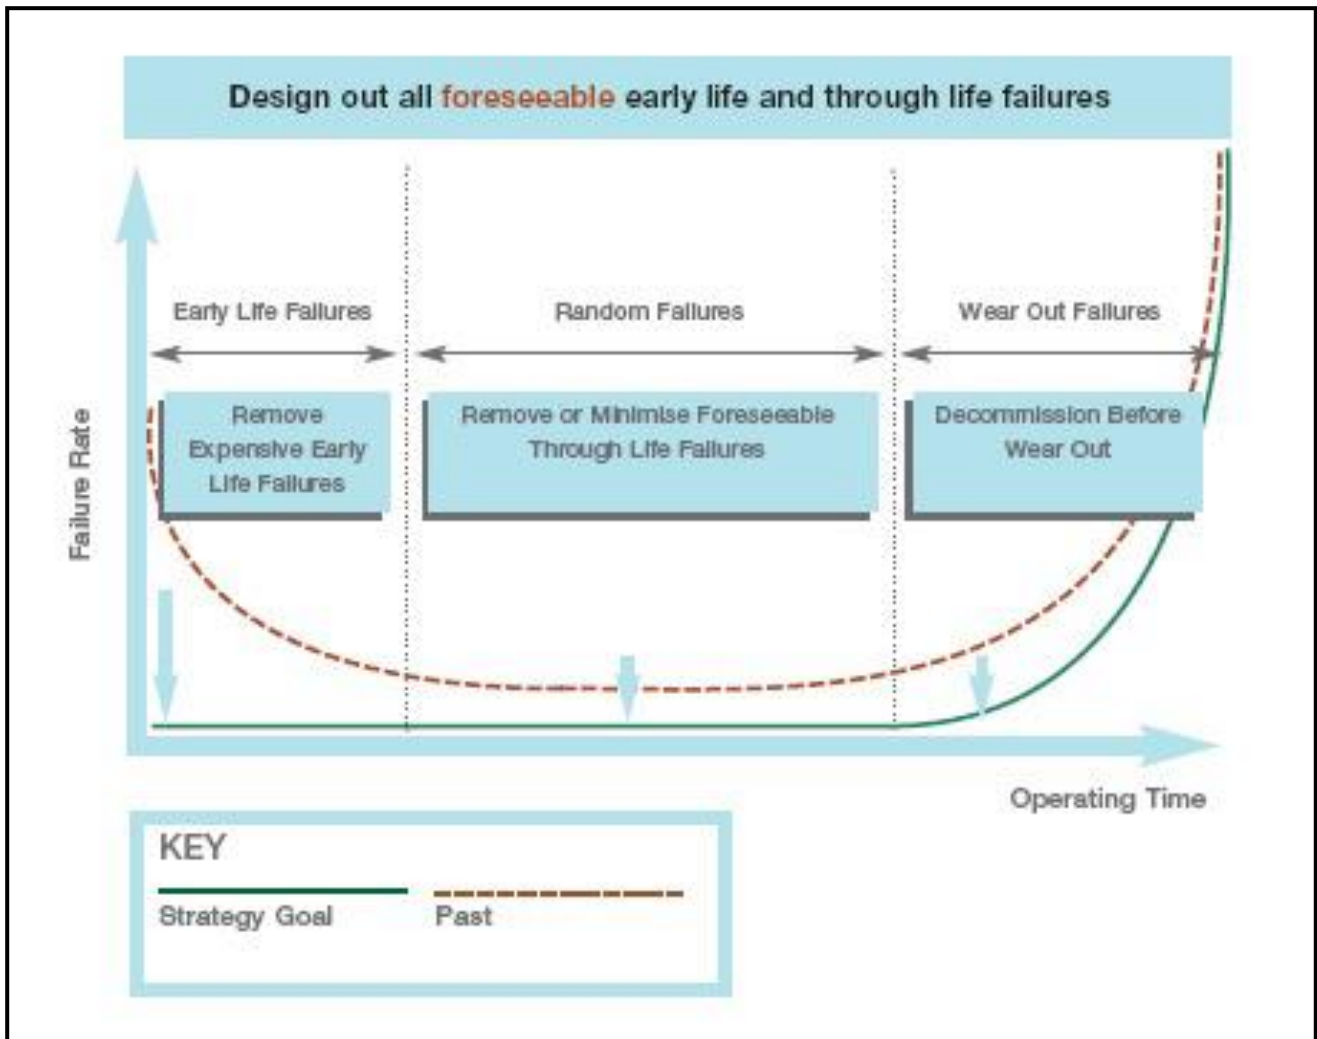 Design out all foreseeable early life and through life failures
Early Life Failures
Random Failures
Wear Out Failures
Remove
Expensive Early
Life Failures
Remove or Minimise Foreseeable
Through Life Failures
Decommission Before
Wear Out
Failure Rate
Operating Time
KEY
Strategy Goal
Past